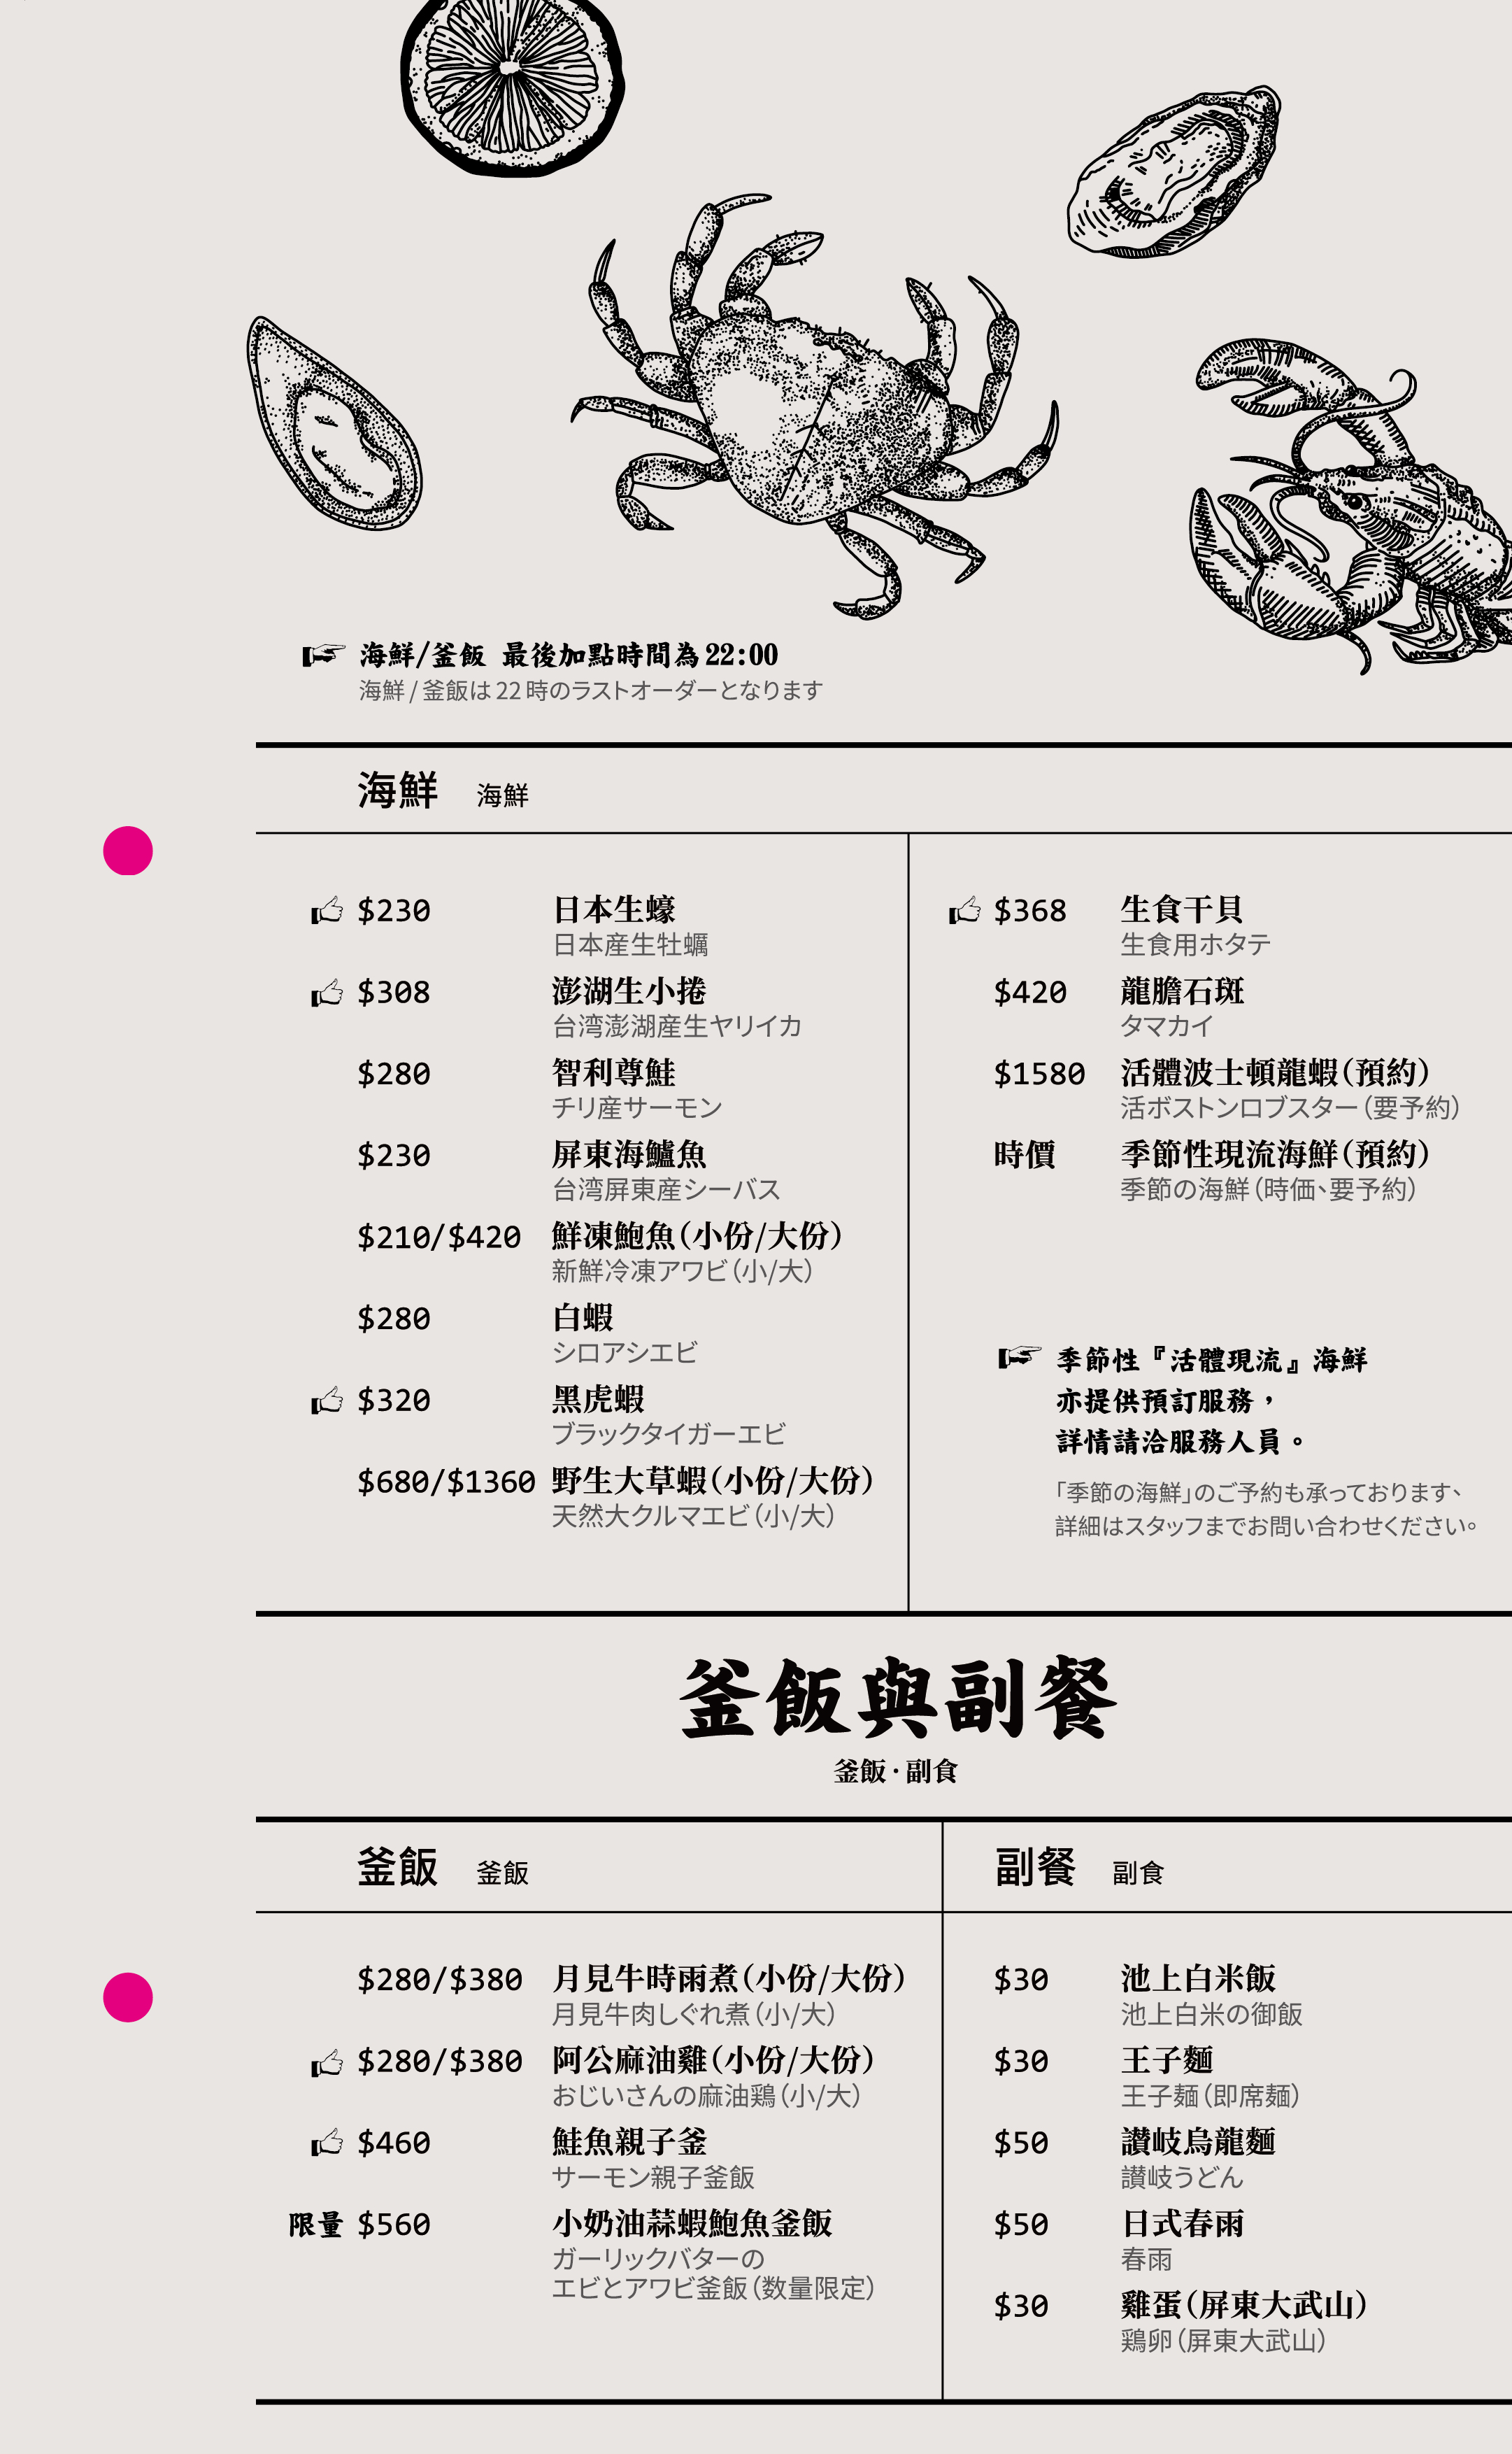 海鮮/釜飯 最後加點時間為22:00
海鮮/釜飯は22時のラストオーダーとなります
海鮮 海鮮
$230 日本生蠔
日本産生牡蠣
$308 澎湖生小捲
台湾澎湖産生ヤリイカ
$280 智利尊鮭
チリ産サーモン
$230 屏東海鱸魚
台湾屏東産シーバス
$210/$420 鮮凍鮑魚(小份/大份)
新鮮冷凍アワビ(小/大)
$280 白蝦
シロアシエビ
$320 黑虎蝦
ブラックタイガーエビ
$680/$1360 野生大草蝦(小份/大份)
天然大クルマエビ(小/大)
$368 生食干貝
生食用ホタテ
$420 龍膽石斑
タマカイ
$1580 活體波士頓龍蝦(預約)
活ボストンロブスター(要予約)
時價 季節性現流海鮮(預約)
季節の海鮮(時価、要予約)
季節性『活體現流』海鮮
亦提供預訂服務，
詳情請洽服務人員。
「季節の海鮮」のご予約も承っております、
詳細はスタッフまでお問い合わせください。
釜飯與副餐
釜飯·副食
釜飯 釜飯
$280/$380 月見牛時雨煮(小份/大份)
月見牛肉しぐれ煮(小/大)
$280/$380 阿公麻油雞(小份/大份)
おじいさんの麻油鶏(小/大)
$460 鮭魚親子釜
サーモン親子釜飯
限量 $560 小奶油蒜蝦鮑魚釜飯
ガーリックバターの
エビとアワビ釜飯(数量限定)
副餐 副食
$30 池上白米飯
池上白米の御飯
$30 王子麵
王子麺(即席麺)
$50 讚岐烏龍麵
讃岐うどん
$50 日式春雨
春雨
$30 雞蛋(屏東大武山)
鶏卵(屏東大武山)